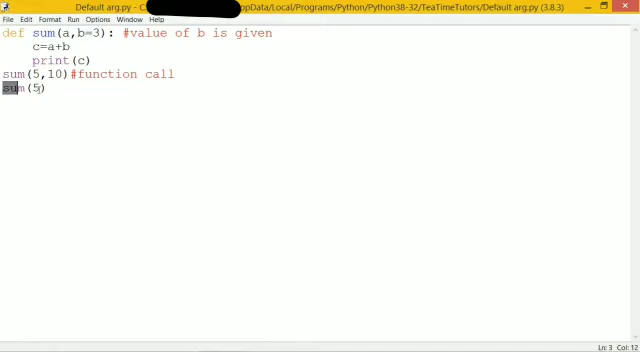 Default arg.py - C:
ppData/Local/Programs/Python/Python38-32/TeaTimeTutors/Default arg.py (3.8.3)
File Edit Format Run Options Window Help
def sum(a,b=3): #value of b is given
c=a+b
print(c)
sum(5,10)#function call
sum(5)
Ln: 3 Col: 12